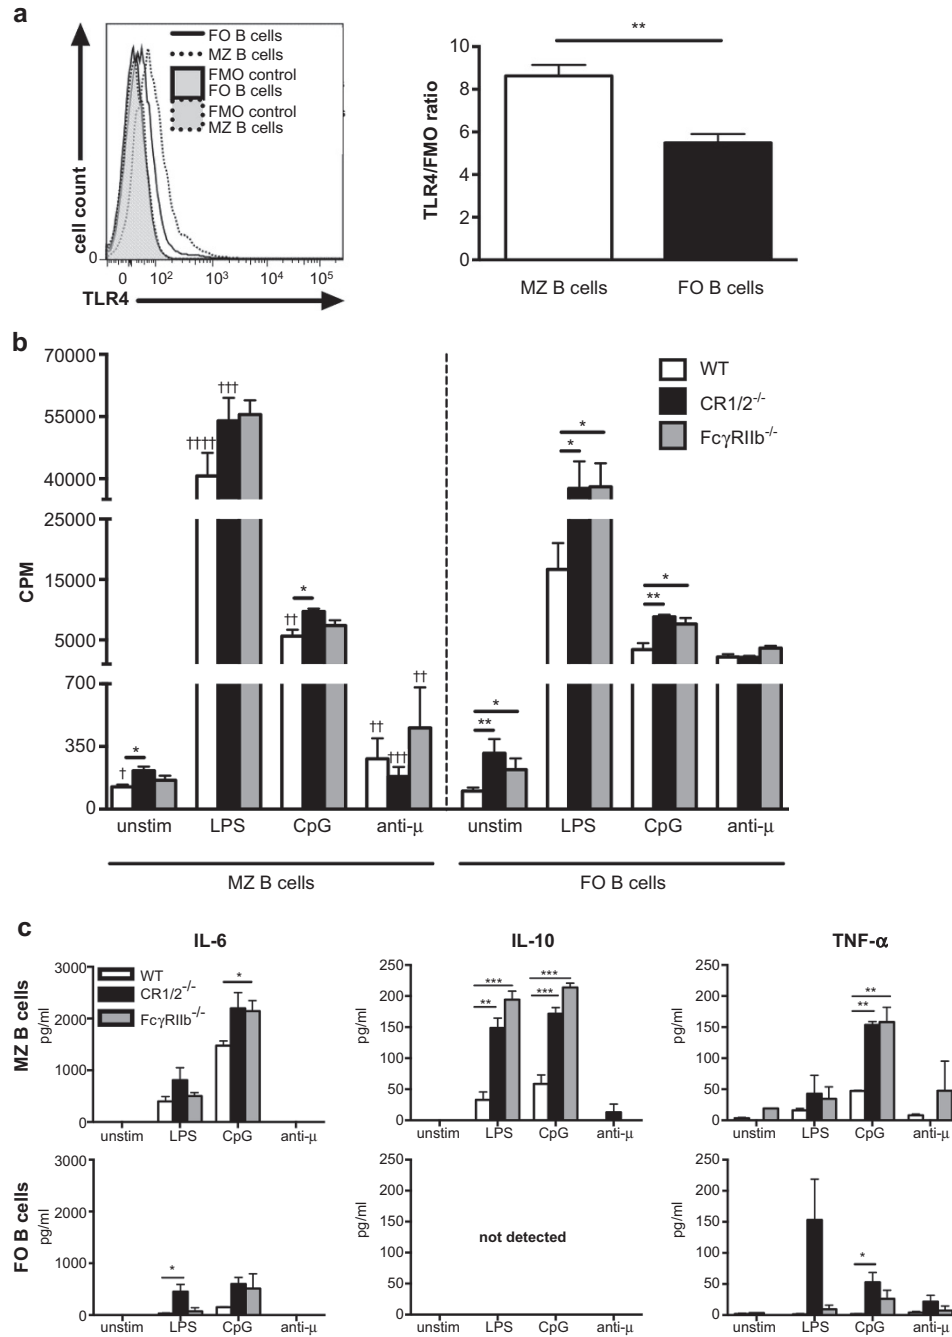 a
FO B cells
MZ B cells
FMO control
FO B cells
FMO control
MZ B cells
cell count
0
0 10² 10³ 10⁴ 10⁵
TLR4
**
TLR4/FMO ratio
10
8
6
4
2
0
MZ B cells FO B cells
b
CPM
70000
55000
40000
25000
15000
5000
700
350
0
WT
CR1/2-/-
FcγRIIb-/-
†††
††††
* *
* **
†† *
††
†† †††
* **
† *
unstim LPS CpG anti-μ unstim LPS CpG anti-μ
MZ B cells FO B cells
c
IL-6 IL-10 TNF-α
MZ B cells
pg/ml
3000
2000
1000
0
WT
CR1/2-/-
FcγRIIb-/-
*
unstim LPS CpG anti-μ
pg/ml
250
200
150
100
50
0
*** ***
** ***
unstim LPS CpG anti-μ
pg/ml
250
200
150
100
50
0
**
**
unstim LPS CpG anti-μ
FO B cells
pg/ml
3000
2000
1000
0
*
unstim LPS CpG anti-μ
pg/ml
250
200
150
100
50
0
not detected
unstim LPS CpG anti-μ
pg/ml
250
200
150
100
50
0
*
unstim LPS CpG anti-μ